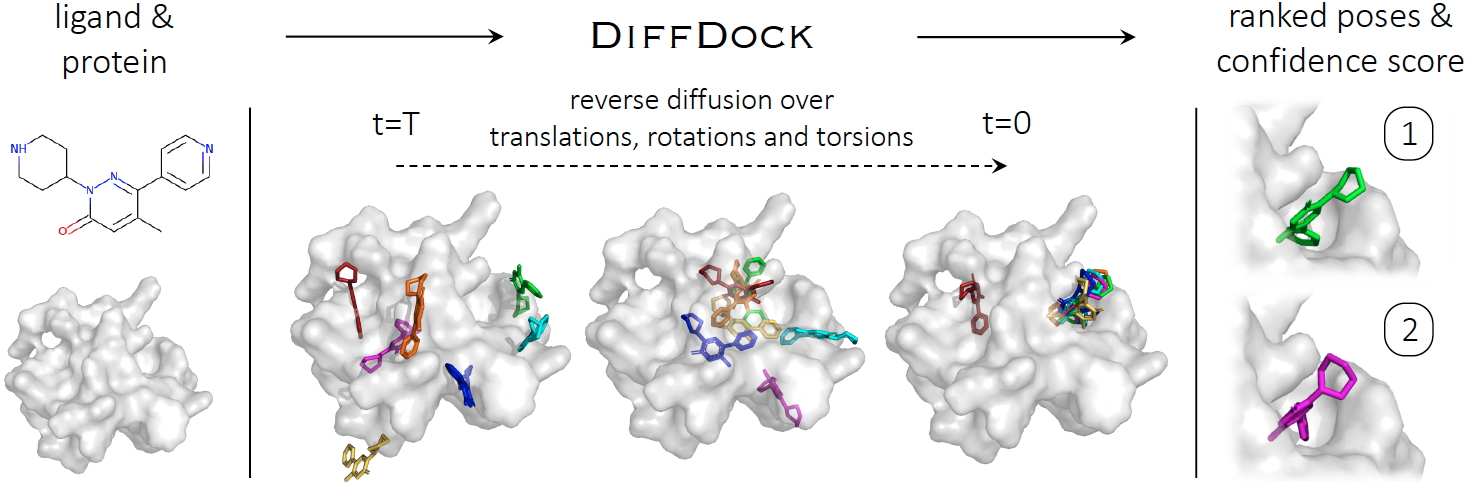 ligand &
protein
DIFFDOCK
ranked poses &
confidence score
reverse diffusion over
translations, rotations and torsions
t=T
t=0
NH
N
N
N
O
1
2